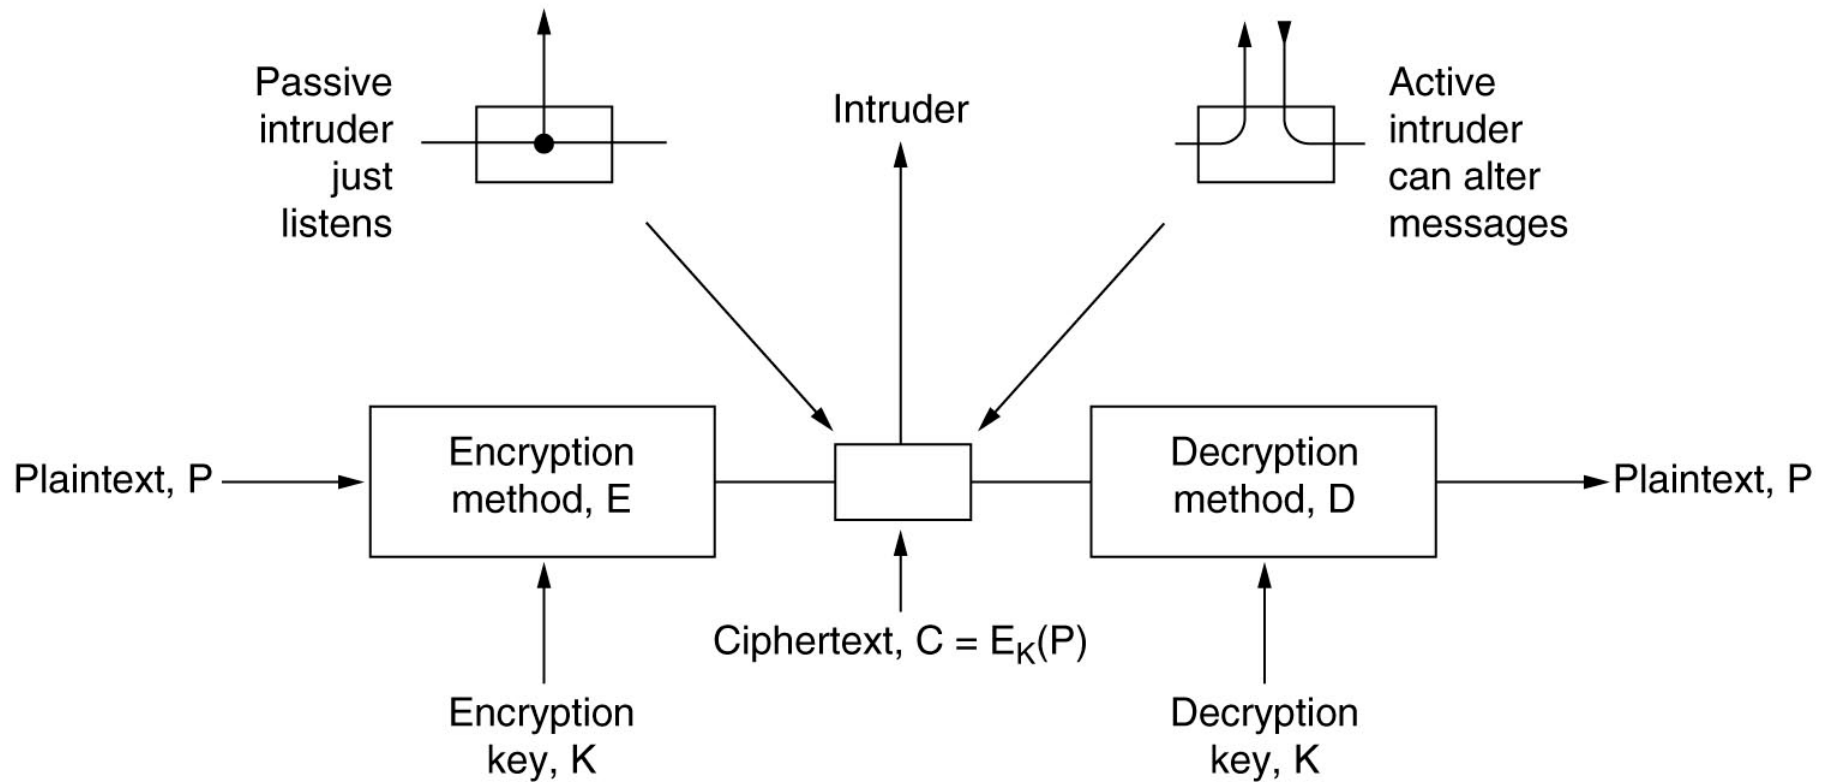 Passive
intruder
just
listens
Intruder
Active
intruder
can alter
messages
Plaintext, P
Encryption
method, E
Decryption
method, D
Plaintext, P
Ciphertext, C = E_K(P)
Encryption
key, K
Decryption
key, K